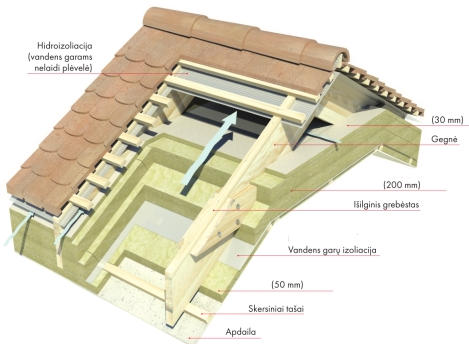 Hidroizoliacija
(vandens garams
nelaidi plėvelė)
(30 mm)
Gegnė
(200 mm)
Išilginis grebėstas
Vandens garų izoliacija
(50 mm)
Skersiniai tašai
Apdaila